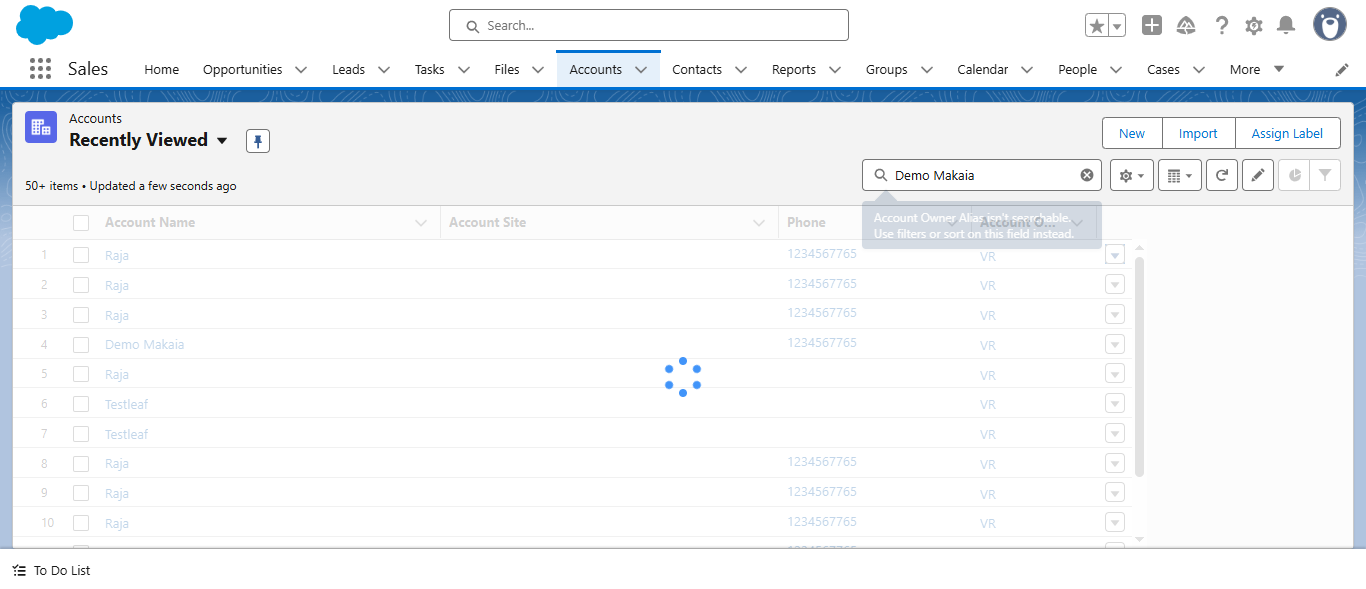 Search...
Sales Home Opportunities Leads Tasks Files Accounts Contacts Reports Groups Calendar People Cases More
Accounts
Recently Viewed
New Import Assign Label
50+ items • Updated a few seconds ago
Demo Makaia
Account Owner Alias isn't searchable.
Use filters or sort on this field instead.
Account Name Account Site Phone Account O...
1 Raja 1234567765 VR
2 Raja 1234567765 VR
3 Raja 1234567765 VR
4 Demo Makaia 1234567765 VR
5 Raja VR
6 Testleaf VR
7 Testleaf VR
8 Raja 1234567765 VR
9 Raja 1234567765 VR
10 Raja 1234567765 VR
To Do List